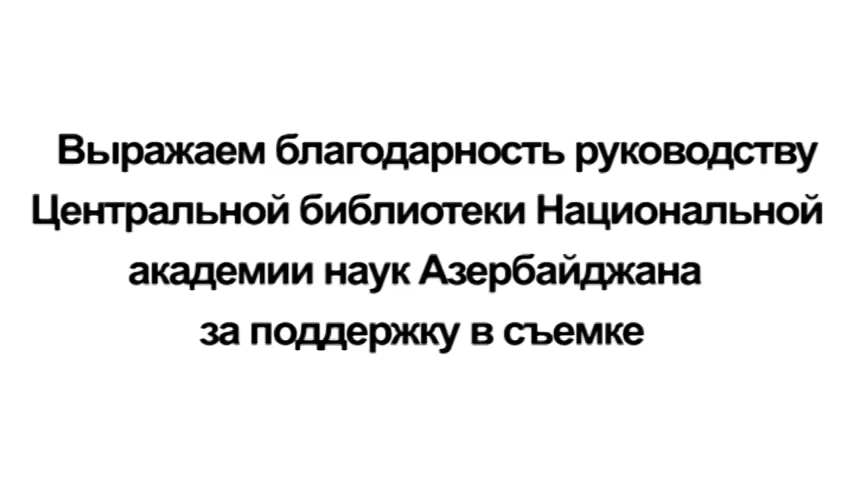 Выражаем благодарность руководству
Центральной библиотеки Национальной
академии наук Азербайджана
за поддержку в съемке